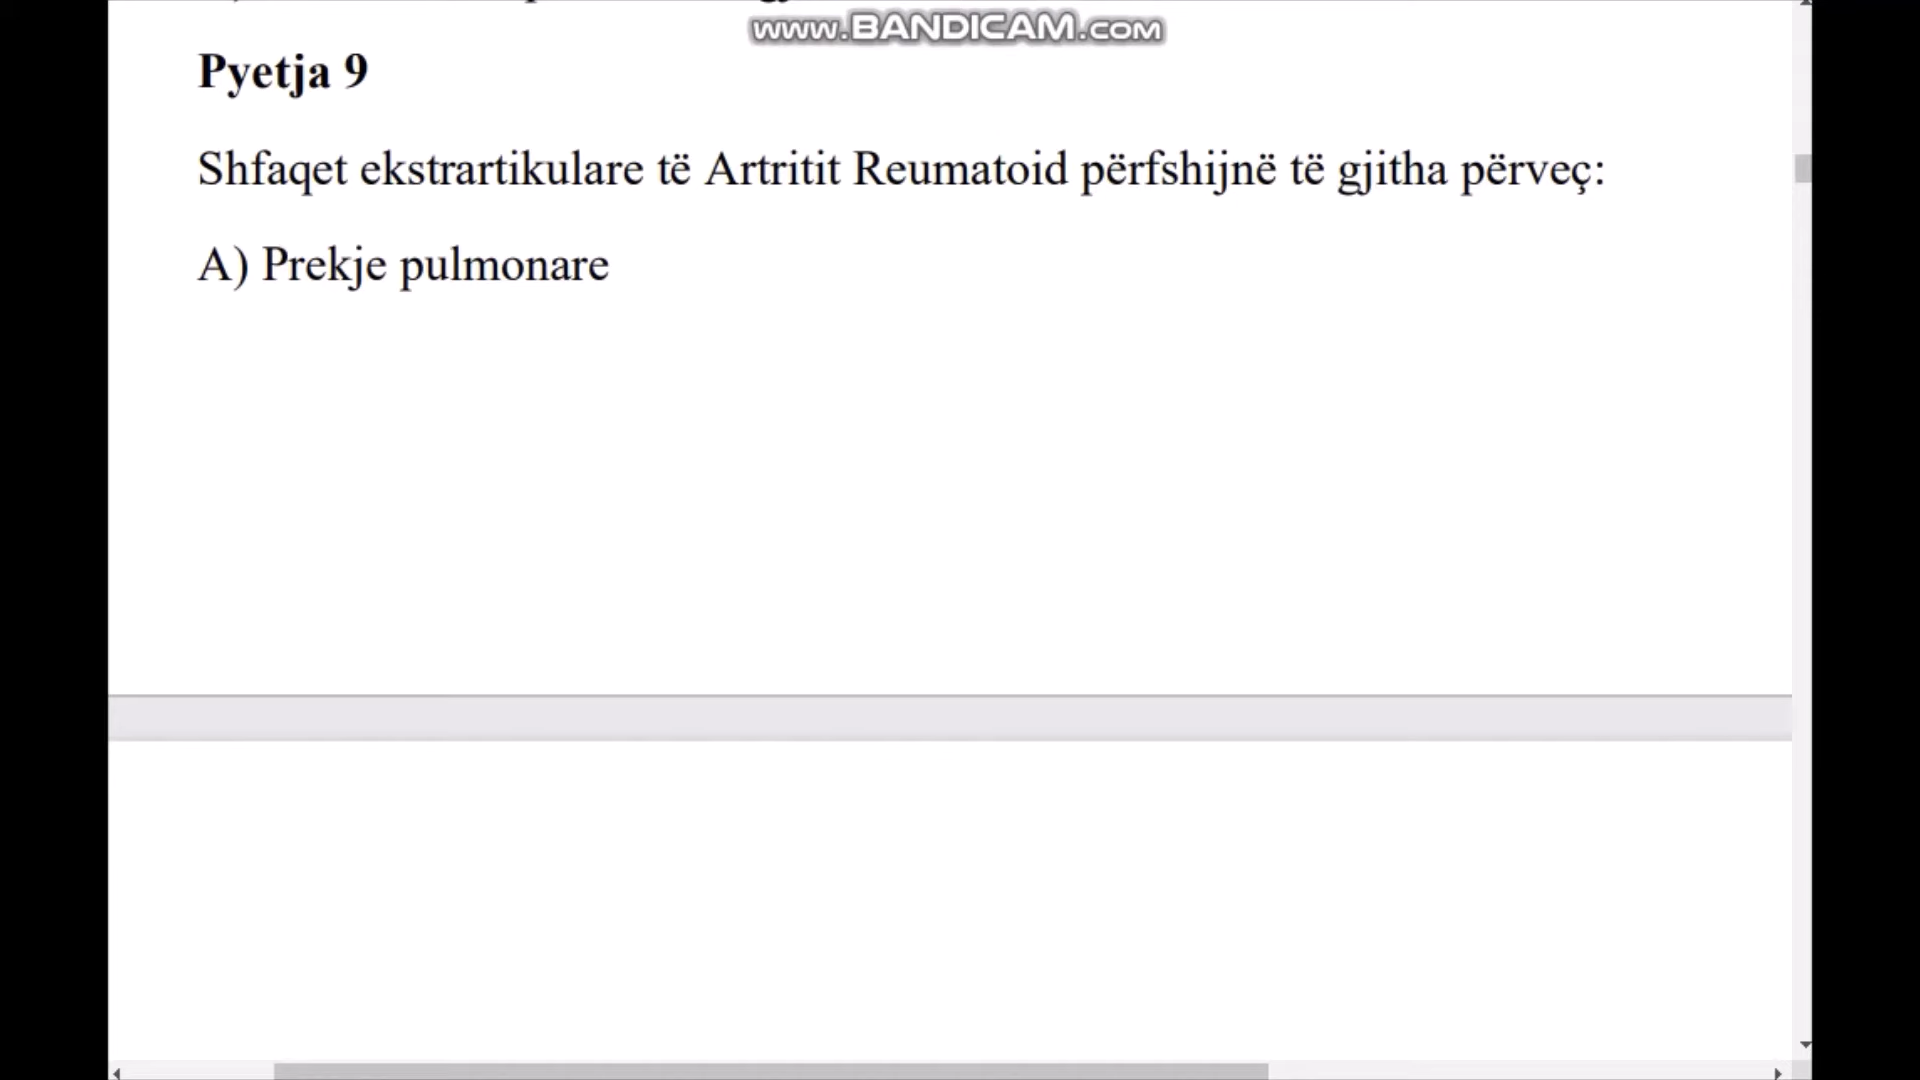 www.BANDICAM.com
Pyetja 9
Shfaqet ekstrartikulare të Artritit Reumatoid përfshijnë të gjitha përveç:
A) Prekje pulmonare